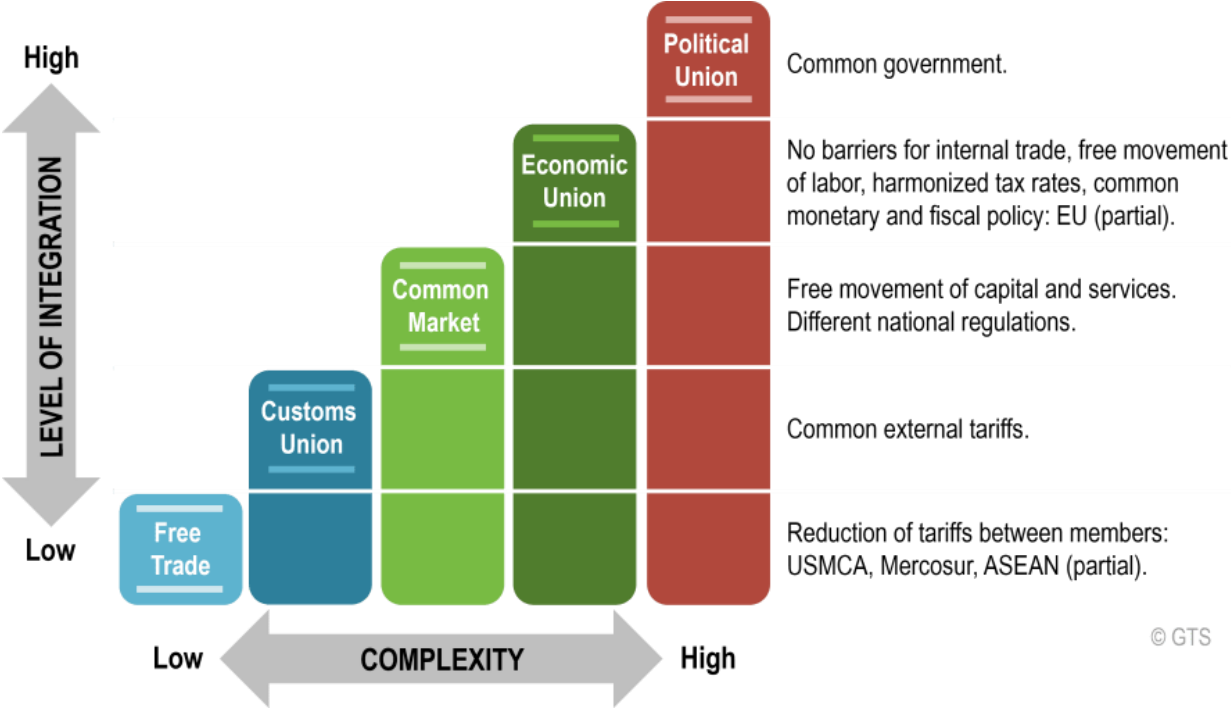 High
LEVEL OF INTEGRATION
Low
Political
Union
Common government.
Economic
Union
No barriers for internal trade, free movement
of labor, harmonized tax rates, common
monetary and fiscal policy: EU (partial).
Common
Market
Free movement of capital and services.
Different national regulations.
Customs
Union
Common external tariffs.
Free
Trade
Reduction of tariffs between members:
USMCA, Mercosur, ASEAN (partial).
Low
COMPLEXITY
High
© GTS